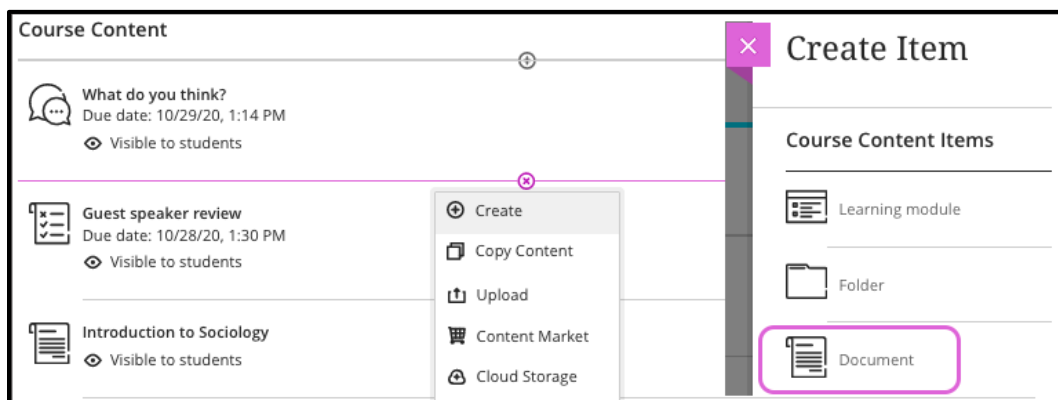 Course Content
What do you think?
Due date: 10/29/20, 1:14 PM
Visible to students
Guest speaker review
Due date: 10/28/20, 1:30 PM
Visible to students
Introduction to Sociology
Visible to students
Create
Copy Content
Upload
Content Market
Cloud Storage
Create Item
Course Content Items
Learning module
Folder
Document